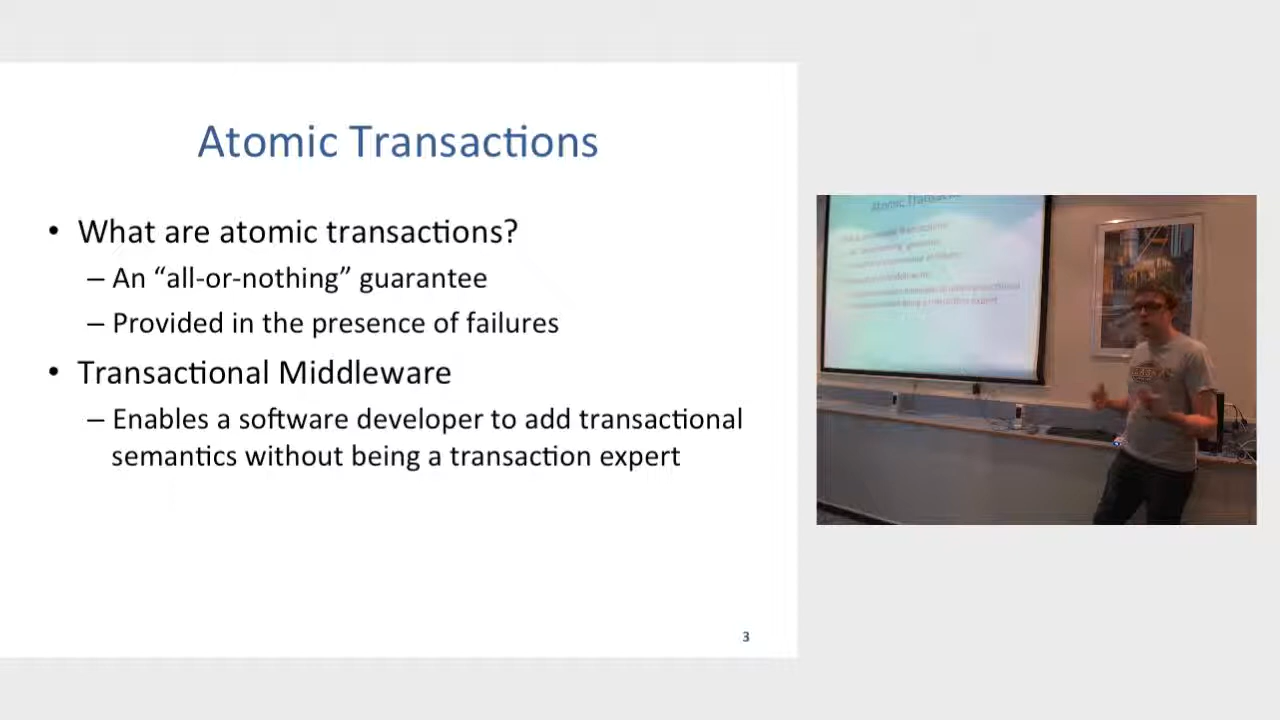 Atomic Transactions
• What are atomic transactions?
– An “all-or-nothing” guarantee
– Provided in the presence of failures
• Transactional Middleware
– Enables a software developer to add transactional
semantics without being a transaction expert
3